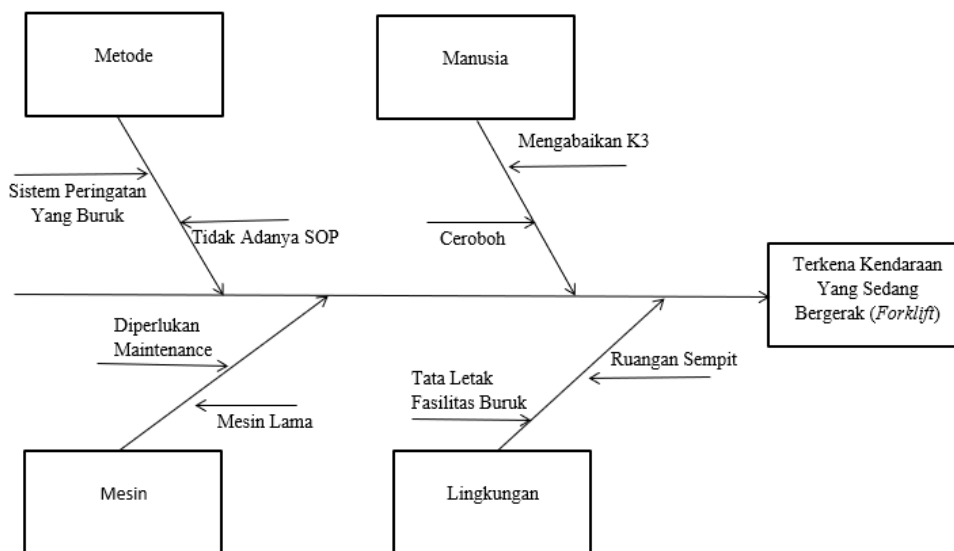 Metode
Manusia
Mengabaikan K3
Sistem Peringatan
Yang Buruk
Tidak Adanya SOP
Ceroboh
Terkena Kendaraan
Yang Sedang
Bergerak (Forklift)
Diperlukan
Maintenance
Mesin Lama
Ruangan Sempit
Tata Letak
Fasilitas Buruk
Mesin
Lingkungan